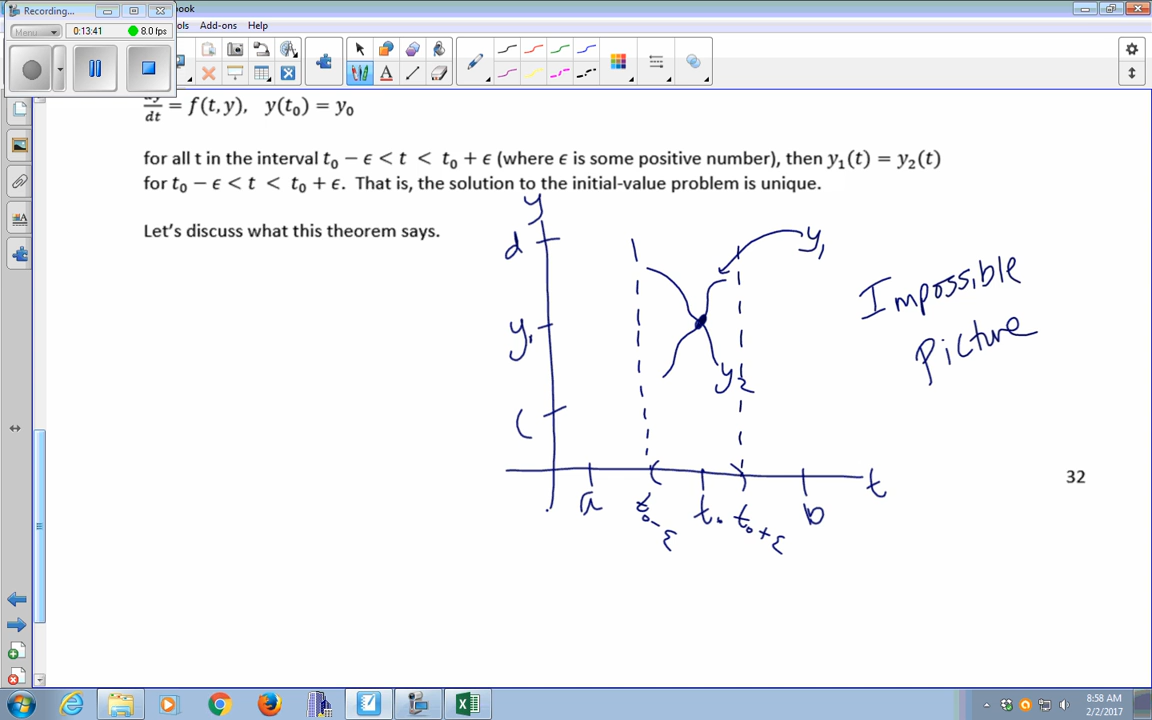 Recording...
ook
Menu
0:13:41
8.0 fps
ols Add-ons Help
dy/dt = f(t, y), y(t₀) = y₀
for all t in the interval t₀ − ϵ < t < t₀ + ϵ (where ϵ is some positive number), then y₁(t) = y₂(t)
for t₀ − ϵ < t < t₀ + ϵ. That is, the solution to the initial-value problem is unique.
Let's discuss what this theorem says.
y
d
y₁
y₁
Impossible
Picture
y₂
c
32
a
t₀-ε
t₀
t₀+ε
b
t
8:58 AM
2/2/2017